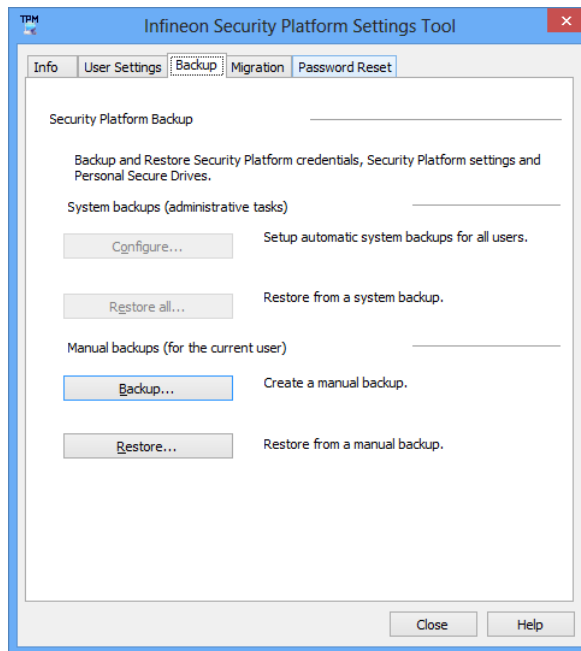 TPM
Infineon Security Platform Settings Tool
Info
User Settings
Backup
Migration
Password Reset
Security Platform Backup
Backup and Restore Security Platform credentials, Security Platform settings and
Personal Secure Drives.
System backups (administrative tasks)
Configure...
Setup automatic system backups for all users.
Restore all...
Restore from a system backup.
Manual backups (for the current user)
Backup...
Create a manual backup.
Restore...
Restore from a manual backup.
Close
Help